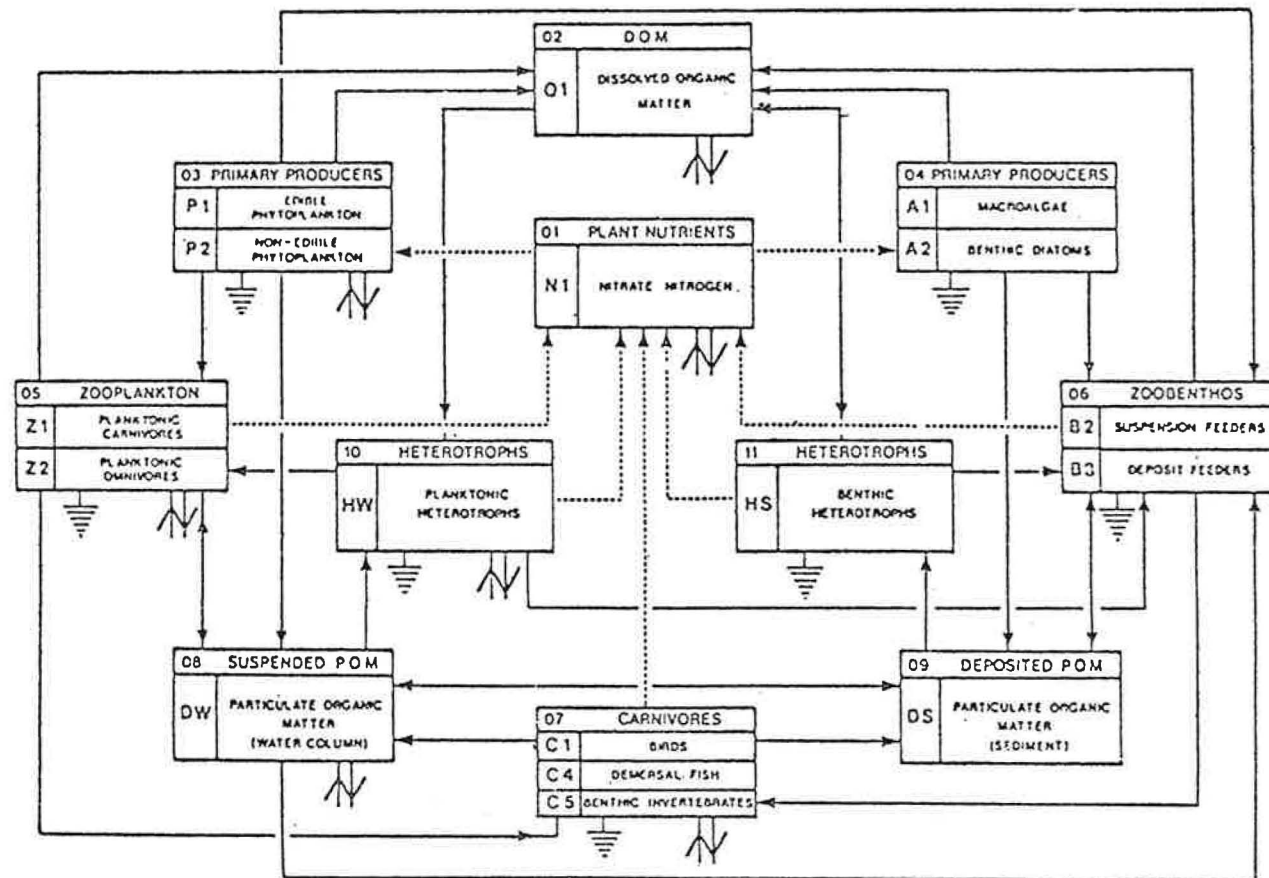 02 DOM
O1 DISSOLVED ORGANIC
MATTER
03 PRIMARY PRODUCERS
P1 EDIBLE
PHYTOPLANKTON
P2 NON-EDIBLE
PHYTOPLANKTON
04 PRIMARY PRODUCERS
A1 MACROALGAE
A2 BENTHIC DIATOMS
01 PLANT NUTRIENTS
N1 NITRATE NITROGEN
05 ZOOPLANKTON
Z1 PLANKTONIC
CARNIVORES
Z2 PLANKTONIC
OMNIVORES
06 ZOOBENTHOS
B2 SUSPENSION FEEDERS
B3 DEPOSIT FEEDERS
10 HETEROTROPHS
HW PLANKTONIC
HETEROTROPHS
11 HETEROTROPHS
HS BENTHIC
HETEROTROPHS
08 SUSPENDED POM
DW PARTICULATE ORGANIC
MATTER
(WATER COLUMN)
09 DEPOSITED POM
DS PARTICULATE ORGANIC
MATTER
(SEDIMENT)
07 CARNIVORES
C1 BIRDS
C4 DEMERSAL FISH
C5 BENTHIC INVERTEBRATES